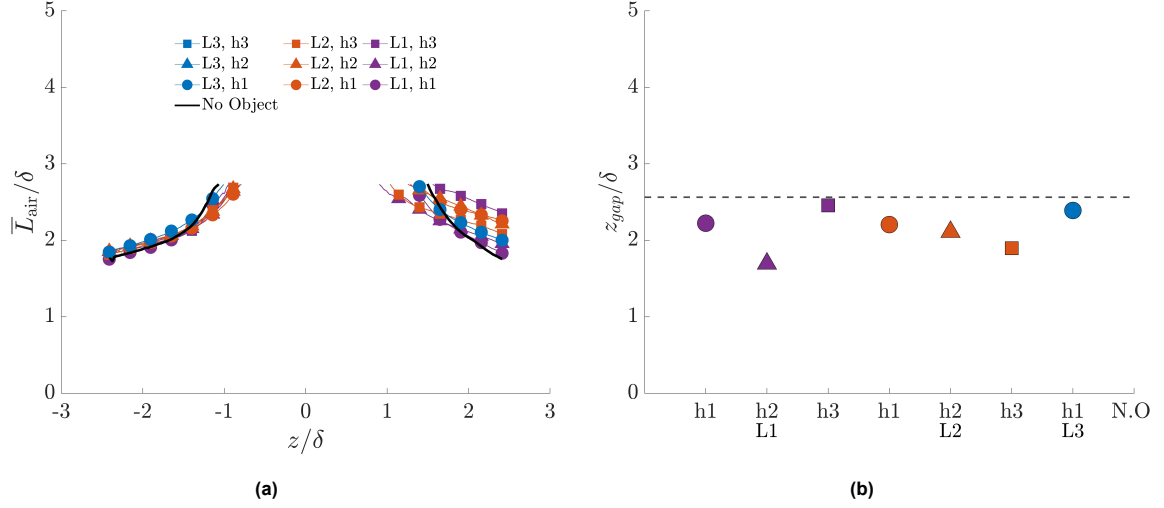 5
4
3
2
1
0
-3
-2
-1
0
1
2
3
L̅air/δ
z/δ
L3, h3
L2, h3
L1, h3
L3, h2
L2, h2
L1, h2
L3, h1
L2, h1
L1, h1
No Object
(a)
5
4
3
2
1
0
zgap/δ
h1 h2 h3 h1 h2 h3 h1 N.O
L1 L2 L3
(b)